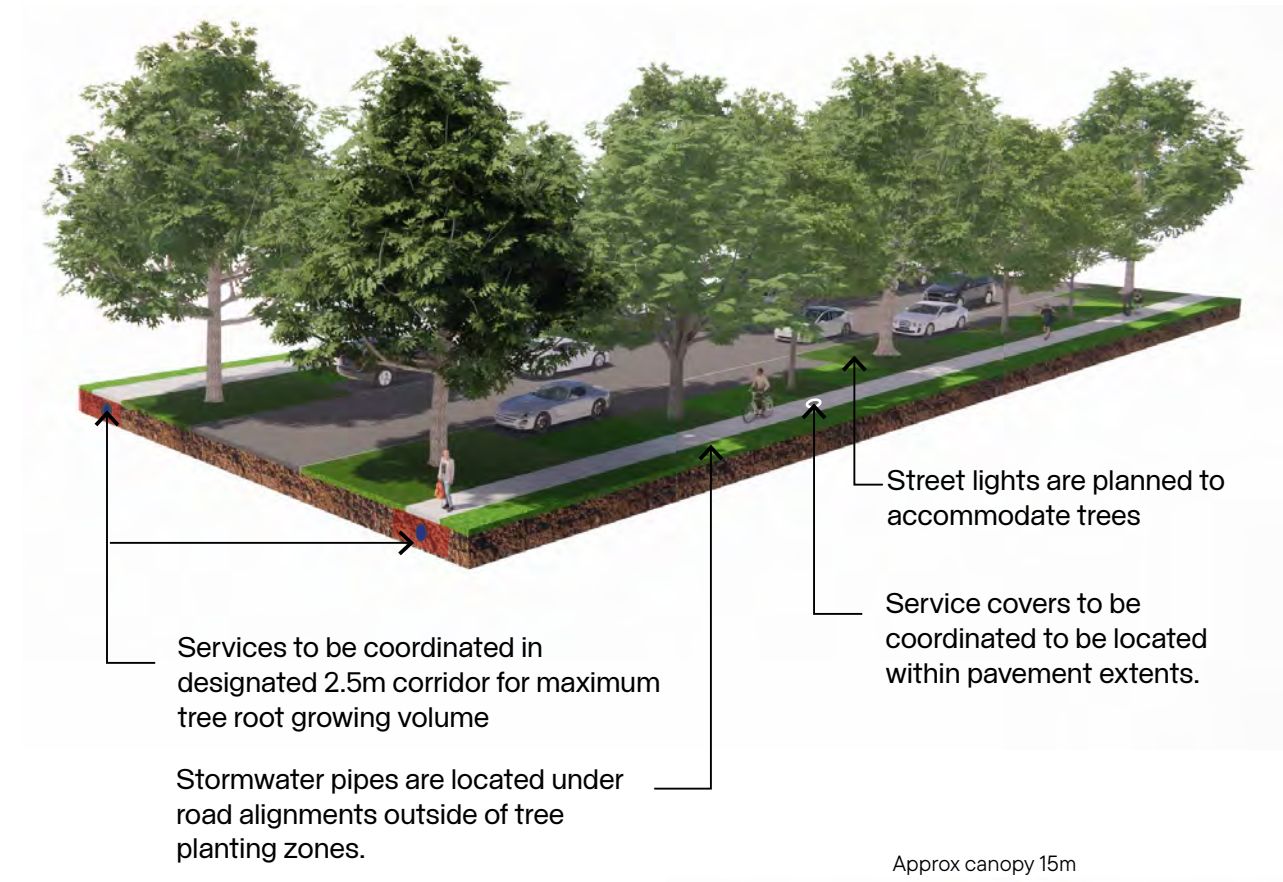 Street lights are planned to
accommodate trees
Service covers to be
coordinated to be located
within pavement extents.
Services to be coordinated in
designated 2.5m corridor for maximum
tree root growing volume
Stormwater pipes are located under
road alignments outside of tree
planting zones.
Approx canopy 15m